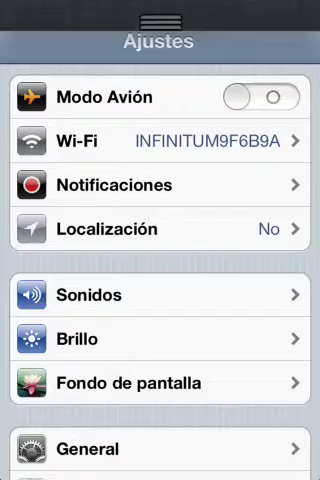 Ajustes
Modo Avión
Wi-Fi INFINITUM9F6B9A
Notificaciones
Localización No
Sonidos
Brillo
Fondo de pantalla
General